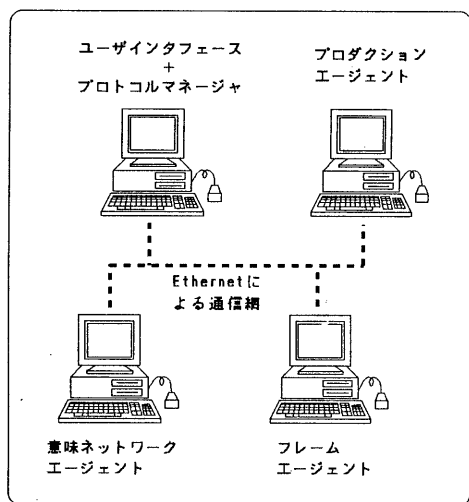 ユーザインタフェース
+
プロトコルマネージャ
プロダクション
エージェント
Ethernetに
よる通信網
意味ネットワーク
エージェント
フレーム
エージェント